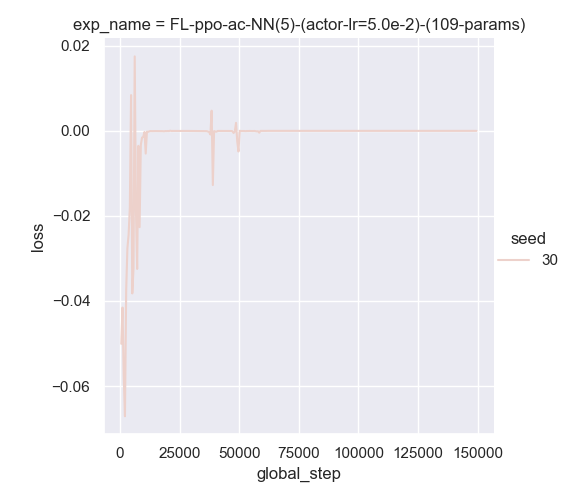 exp_name = FL-ppo-ac-NN(5)-(actor-lr=5.0e-2)-(109-params)
0.02
0.00
−0.02
−0.04
−0.06
loss
0 25000 50000 75000 100000 125000 150000
global_step
seed
30